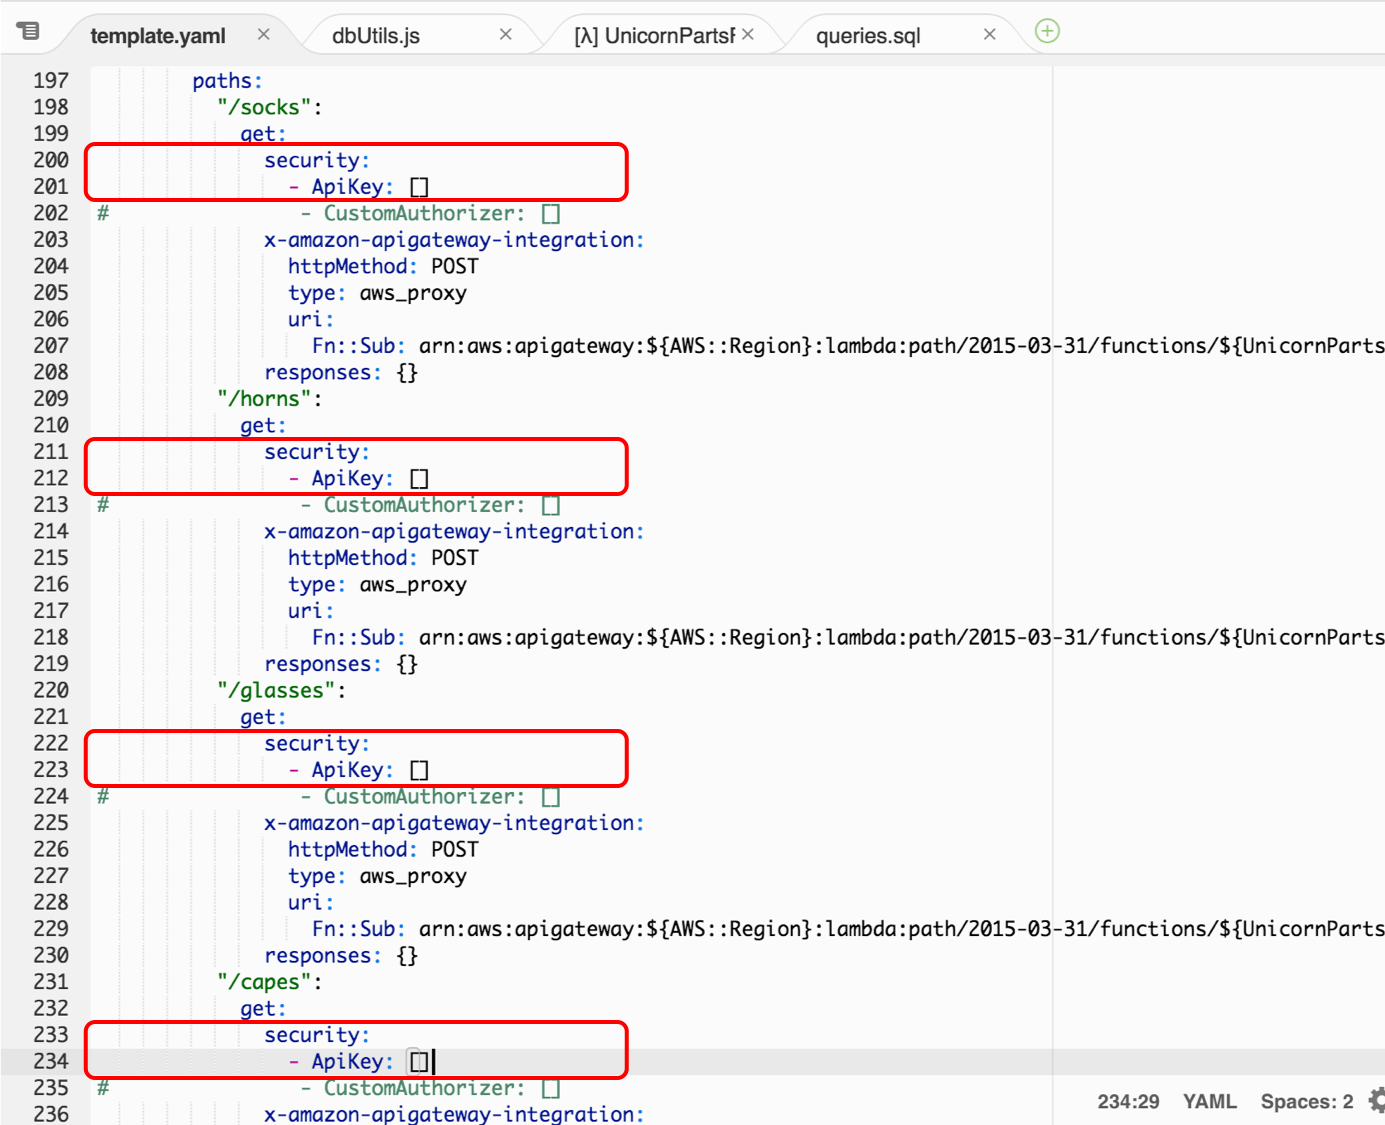 template.yaml × dbUtils.js × [λ] UnicornPartsF × queries.sql ×
197 paths:
198 "/socks":
199 get:
200 security:
201 - ApiKey: []
202 # - CustomAuthorizer: []
203 x-amazon-apigateway-integration:
204 httpMethod: POST
205 type: aws_proxy
206 uri:
207 Fn::Sub: arn:aws:apigateway:${AWS::Region}:lambda:path/2015-03-31/functions/${UnicornParts
208 responses: {}
209 "/horns":
210 get:
211 security:
212 - ApiKey: []
213 # - CustomAuthorizer: []
214 x-amazon-apigateway-integration:
215 httpMethod: POST
216 type: aws_proxy
217 uri:
218 Fn::Sub: arn:aws:apigateway:${AWS::Region}:lambda:path/2015-03-31/functions/${UnicornParts
219 responses: {}
220 "/glasses":
221 get:
222 security:
223 - ApiKey: []
224 # - CustomAuthorizer: []
225 x-amazon-apigateway-integration:
226 httpMethod: POST
227 type: aws_proxy
228 uri:
229 Fn::Sub: arn:aws:apigateway:${AWS::Region}:lambda:path/2015-03-31/functions/${UnicornParts
230 responses: {}
231 "/capes":
232 get:
233 security:
234 - ApiKey: []
235 # - CustomAuthorizer: []
236 x-amazon-apigateway-integration:
234:29 YAML Spaces: 2